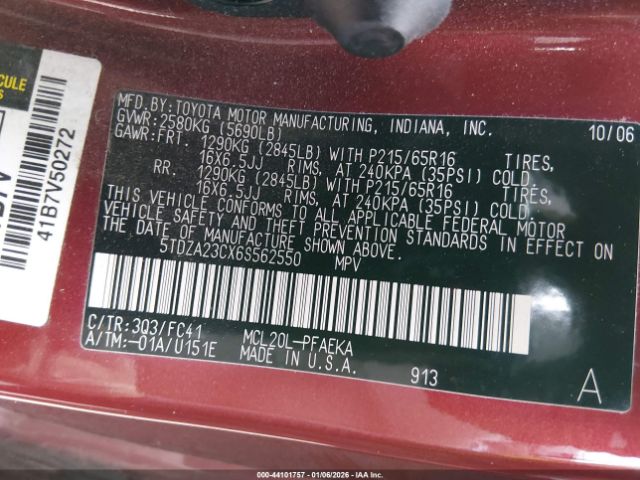 MFD.BY:TOYOTA MOTOR MANUFACTURING, INDIANA, INC. 10/06
GVWR:2580KG (5690LB)
GAWR:FRT. 1290KG (2845LB) WITH P215/65R16 TIRES,
16X6.5JJ RIMS, AT 240KPA (35PSI) COLD.
RR. 1290KG (2845LB) WITH P215/65R16 TIRES,
16X6.5JJ RIMS, AT 240KPA (35PSI) COLD.
THIS VEHICLE CONFORMS TO ALL APPLICABLE FEDERAL MOTOR
VEHICLE SAFETY AND THEFT PREVENTION STANDARDS IN EFFECT ON
THE DATE OF MANUFACTURE SHOWN ABOVE.
5TDZA23CX6S562550 MPV
C/TR:3Q3/FC41 MCL20L-PFAEKA
A/TM:-01A/U151E MADE IN U.S.A.
913 A
41B7V50272
000-44101757 - 01/06/2026 - IAA